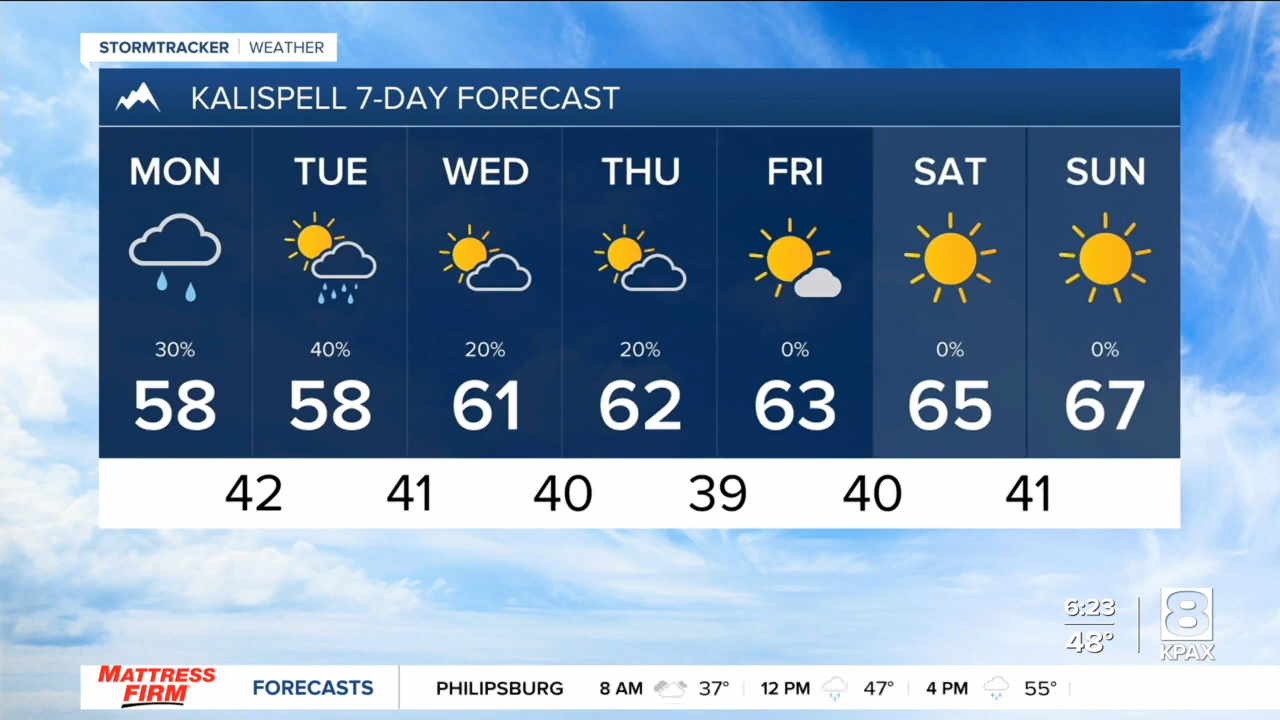 STORMTRACKER WEATHER
KALISPELL 7-DAY FORECAST
MON TUE WED THU FRI SAT SUN
30% 40% 20% 20% 0% 0% 0%
58 58 61 62 63 65 67
42 41 40 39 40 41
6:23
48°
8
KPAX
MATTRESS
FIRM
FORECASTS PHILIPSBURG 8 AM 37° 12 PM 47° 4 PM 55°